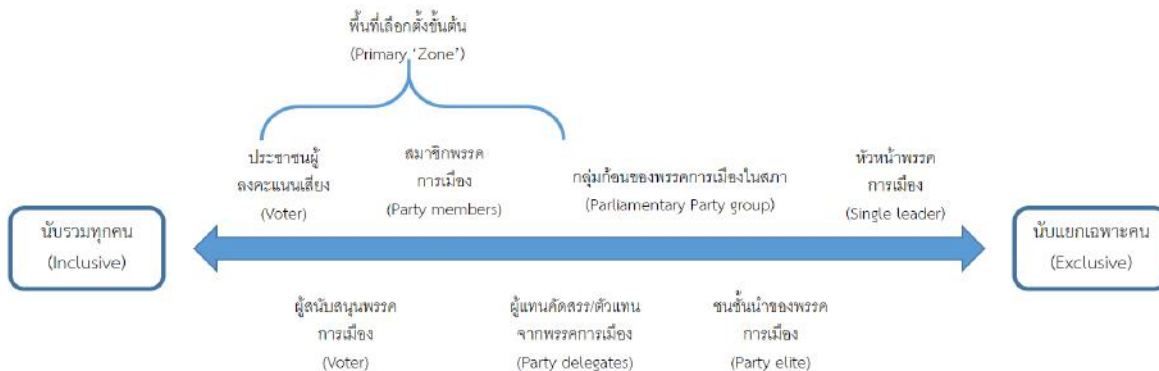 พื้นที่เลือกตั้งขั้นต้น
(Primary ‘Zone’)
ประชาชนผู้
ลงคะแนนเสียง
(Voter)
สมาชิกพรรค
การเมือง
(Party members)
กลุ่มก้อนของพรรคการเมืองในสภา
(Parliamentary Party group)
หัวหน้าพรรค
การเมือง
(Single leader)
นับรวมทุกคน
(Inclusive)
นับแยกเฉพาะคน
(Exclusive)
ผู้สนับสนุนพรรค
การเมือง
(Voter)
ผู้แทนคัดสรร/ตัวแทน
จากพรรคการเมือง
(Party delegates)
ชนชั้นนำของพรรค
การเมือง
(Party elite)